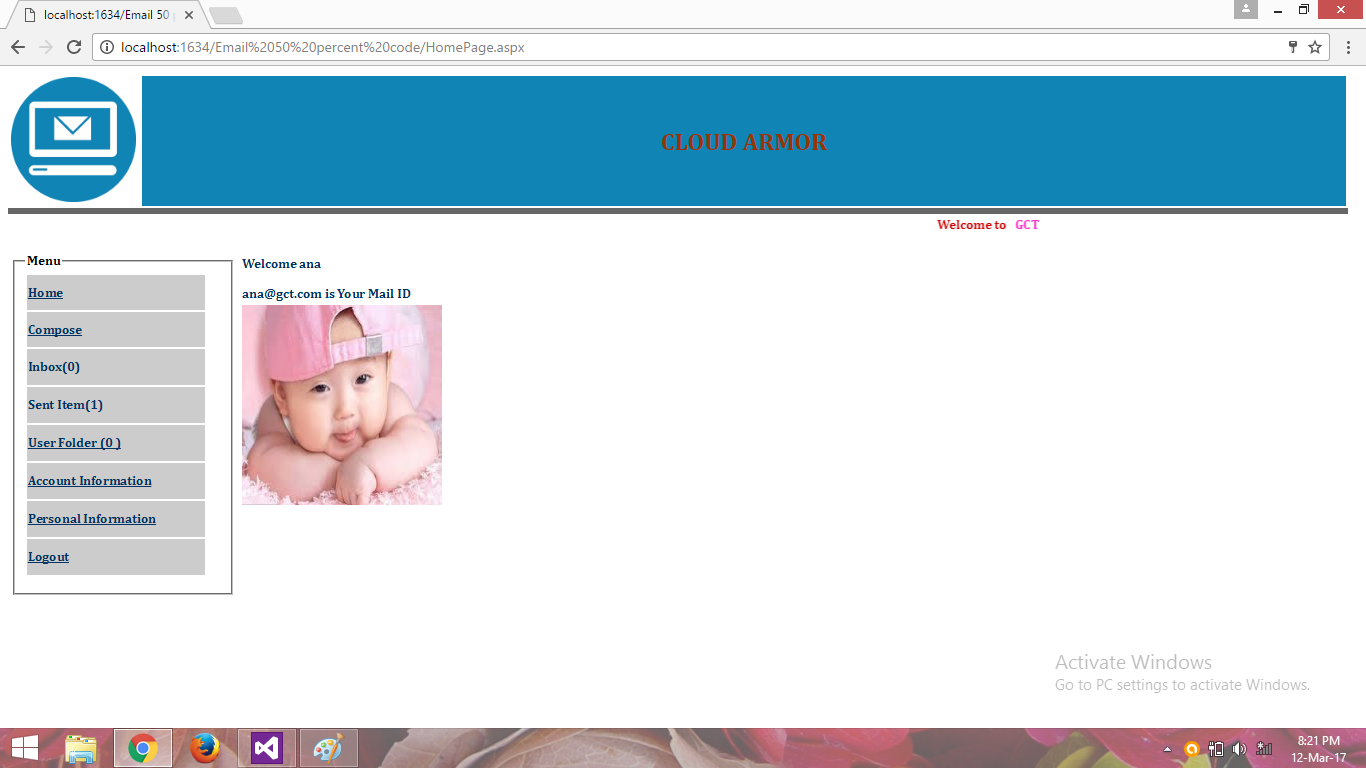 localhost:1634/Email 50
localhost:1634/Email%2050%20percent%20code/HomePage.aspx
CLOUD ARMOR
Welcome to GCT
Menu
Home
Compose
Inbox(0)
Sent Item(1)
User Folder (0 )
Account Information
Personal Information
Logout
Welcome ana
ana@gct.com is Your Mail ID
Activate Windows
Go to PC settings to activate Windows.
8:21 PM
12-Mar-17